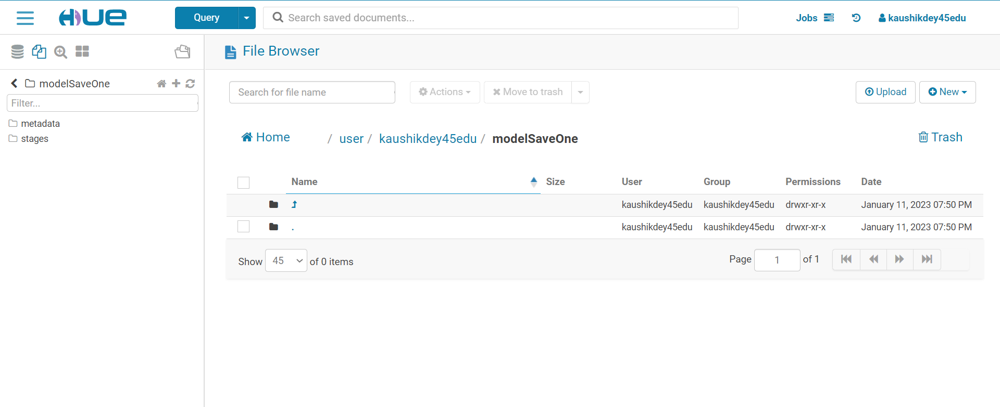 HUE Query Search saved documents... Jobs kaushikdey45edu
File Browser
modelSaveOne
Filter...
metadata
stages
Search for file name Actions Move to trash Upload New
Home / user / kaushikdey45edu / modelSaveOne Trash
Name Size User Group Permissions Date
kaushikdey45edu kaushikdey45edu drwxr-xr-x January 11, 2023 07:50 PM
. kaushikdey45edu kaushikdey45edu drwxr-xr-x January 11, 2023 07:50 PM
Show 45 of 0 items Page 1 of 1